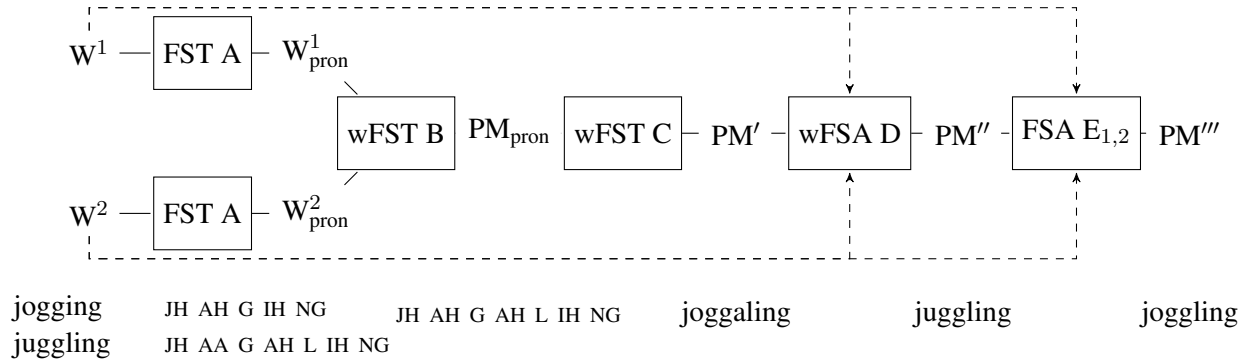 W¹ FST A W¹pron
wFST B PMpron wFST C PM′ wFSA D PM″ FSA E1,2 PM‴
W² FST A W²pron
jogging JH AH G IH NG JH AH G AH L IH NG joggaling juggling joggling
juggling JH AA G AH L IH NG